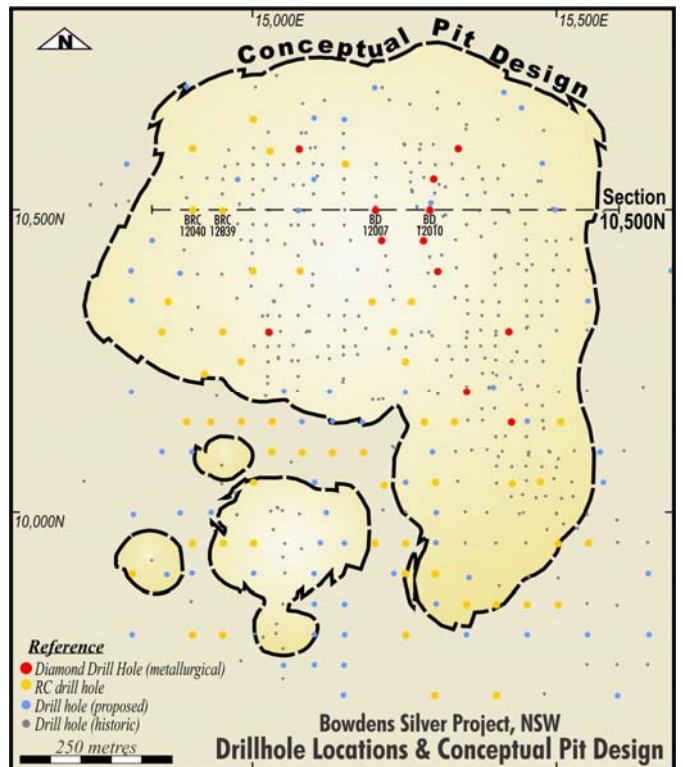 15,000E
15,500E
N
Conceptual Pit Design
Section
10,500N
10,500N
BRC
12040
BRC
12039
BD
12007
BD
12010
10,000N
Reference
Diamond Drill Hole (metallurgical)
RC drill hole
Drill hole (proposed)
Drill hole (historic)
250 metres
Bowdens Silver Project, NSW
Drillhole Locations & Conceptual Pit Design